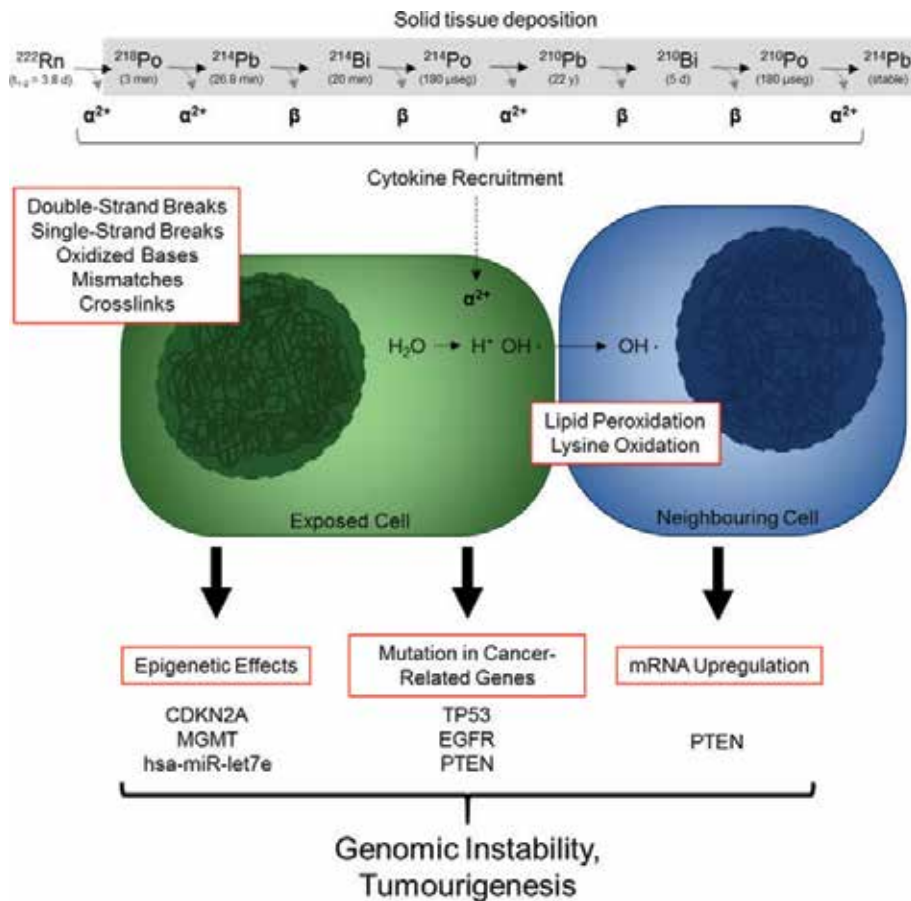 Solid tissue deposition
²²²Rn ²¹⁸Po ²¹⁴Pb ²¹⁴Bi ²¹⁴Po ²¹⁰Pb ²¹⁰Bi ²¹⁰Po ²¹⁴Pb
= 3.8 d) (3 min) (26.8 min) (20 min) (180 µseg) (22 y) (5 d) (180 µseg) (stable)
α²⁺ α²⁺ β β α²⁺ β β α²⁺
Cytokine Recruitment
Double-Strand Breaks
Single-Strand Breaks
Oxidized Bases
Mismatches
Crosslinks
α²⁺
H₂O H⁺ OH · OH ·
Lipid Peroxidation
Lysine Oxidation
Exposed Cell
Neighbouring Cell
Epigenetic Effects
CDKN2A
MGMT
hsa-miR-let7e
Mutation in Cancer-
Related Genes
TP53
EGFR
PTEN
mRNA Upregulation
PTEN
Genomic Instability,
Tumourigenesis